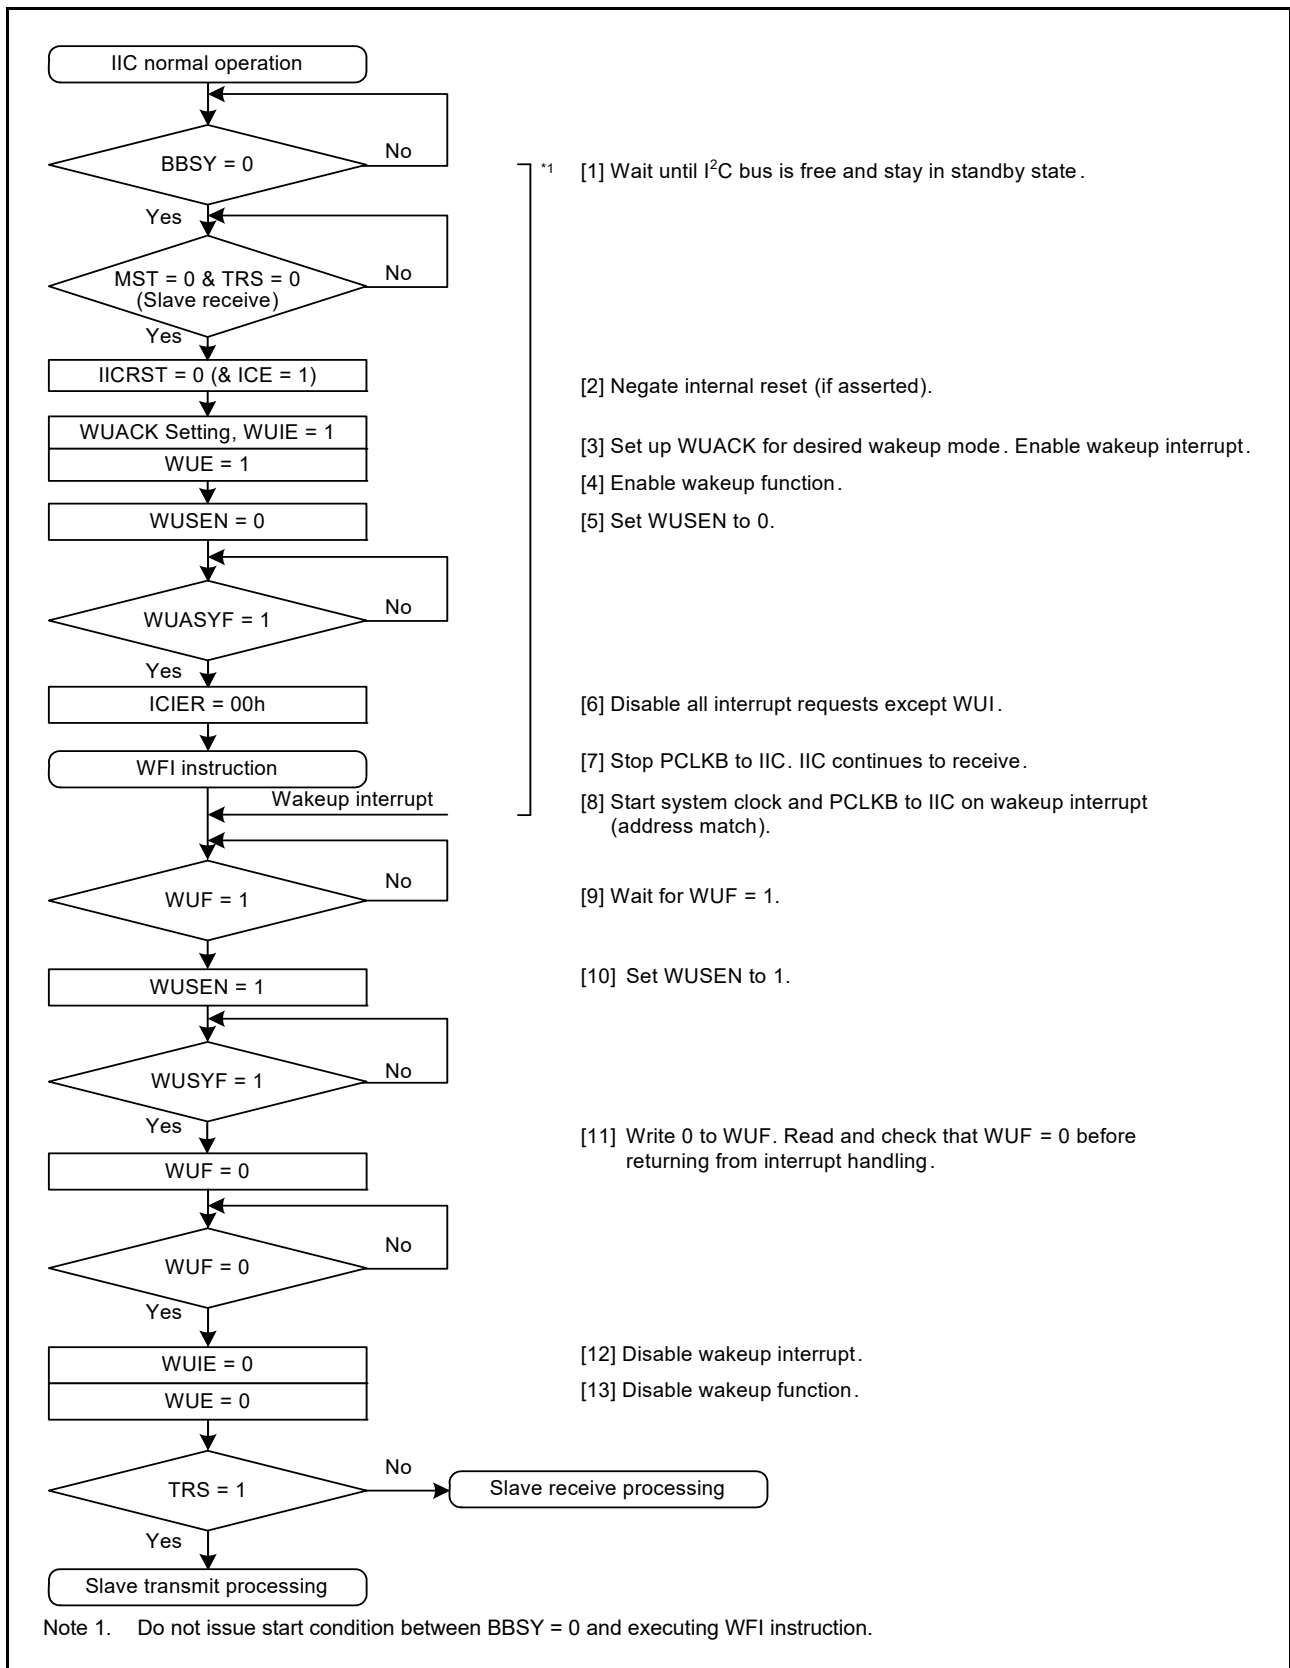 IIC normal operation
BBSY = 0
No
*1
[1] Wait until I²C bus is free and stay in standby state.
Yes
MST = 0 & TRS = 0
(Slave receive)
No
Yes
IICRST = 0 (& ICE = 1)
[2] Negate internal reset (if asserted).
WUACK Setting, WUIE = 1
[3] Set up WUACK for desired wakeup mode. Enable wakeup interrupt.
WUE = 1
[4] Enable wakeup function.
WUSEN = 0
[5] Set WUSEN to 0.
WUASYF = 1
No
Yes
ICIER = 00h
[6] Disable all interrupt requests except WUI.
WFI instruction
[7] Stop PCLKB to IIC. IIC continues to receive.
Wakeup interrupt
[8] Start system clock and PCLKB to IIC on wakeup interrupt
(address match).
WUF = 1
No
[9] Wait for WUF = 1.
WUSEN = 1
[10] Set WUSEN to 1.
WUSYF = 1
No
Yes
[11] Write 0 to WUF. Read and check that WUF = 0 before
returning from interrupt handling.
WUF = 0
WUF = 0
No
Yes
WUIE = 0
[12] Disable wakeup interrupt.
WUE = 0
[13] Disable wakeup function.
TRS = 1
No
Slave receive processing
Yes
Slave transmit processing
Note 1. Do not issue start condition between BBSY = 0 and executing WFI instruction.